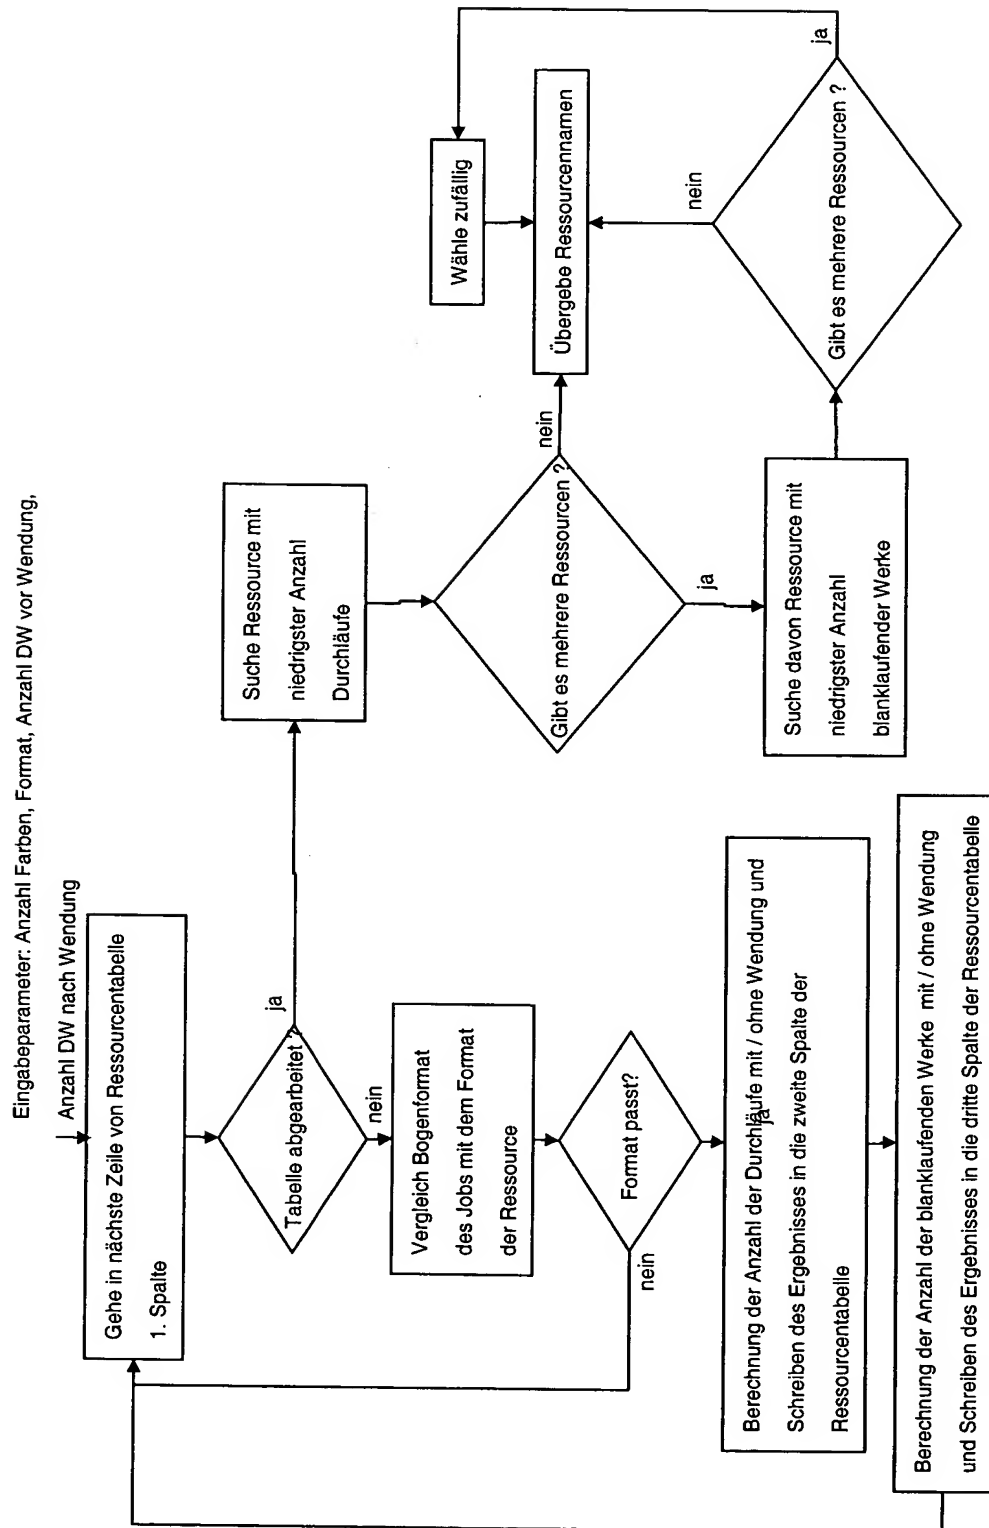 Eingabeparameter: Anzahl Farben, Format, Anzahl DW vor Wendung,
Anzahl DW nach Wendung
Gehe in nächste Zeile von Ressourcentabelle
1. Spalte
Tabelle abgearbeitet ?
ja
nein
Vergleich Bogenformat
des Jobs mit dem Format
der Ressource
Format passt?
nein
ja
Berechnung der Anzahl der Durchläufe mit / ohne Wendung und
Schreiben des Ergebnisses in die zweite Spalte der
Ressourcentabelle
Berechnung der Anzahl der blanklaufenden Werke mit / ohne Wendung
und Schreiben des Ergebnisses in die dritte Spalte der Ressourcentabelle
Suche Ressource mit
niedrigster Anzahl
Durchläufe
Gibt es mehrere Ressourcen ?
nein
ja
Suche davon Ressource mit
niedrigster Anzahl
blanklaufender Werke
Gibt es mehrere Ressourcen ?
nein
ja
Wähle zufällig
Übergebe Ressourcennamen